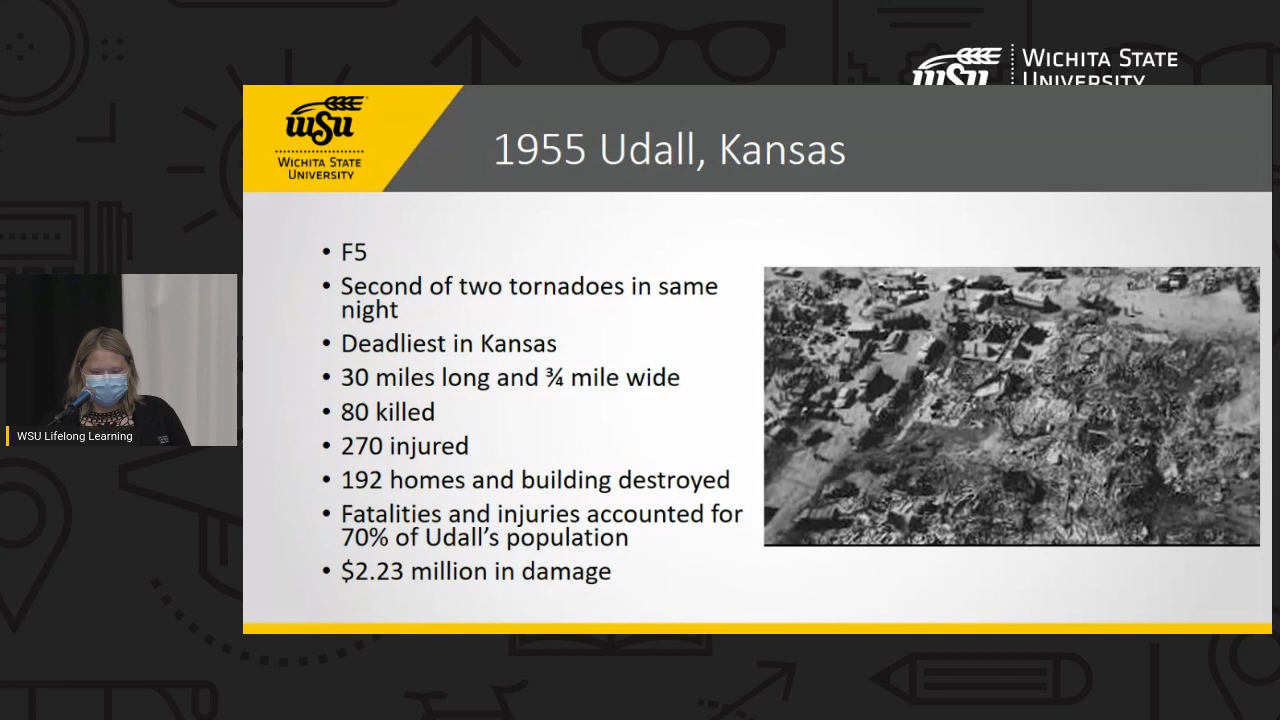 WICHITA STATE
wsu
UNIVERSITY
wsu
WICHITA STATE
UNIVERSITY
1955 Udall, Kansas
• F5
• Second of two tornadoes in same
night
• Deadliest in Kansas
• 30 miles long and ¾ mile wide
• 80 killed
• 270 injured
• 192 homes and building destroyed
• Fatalities and injuries accounted for
70% of Udall’s population
• $2.23 million in damage
WSU Lifelong Learning